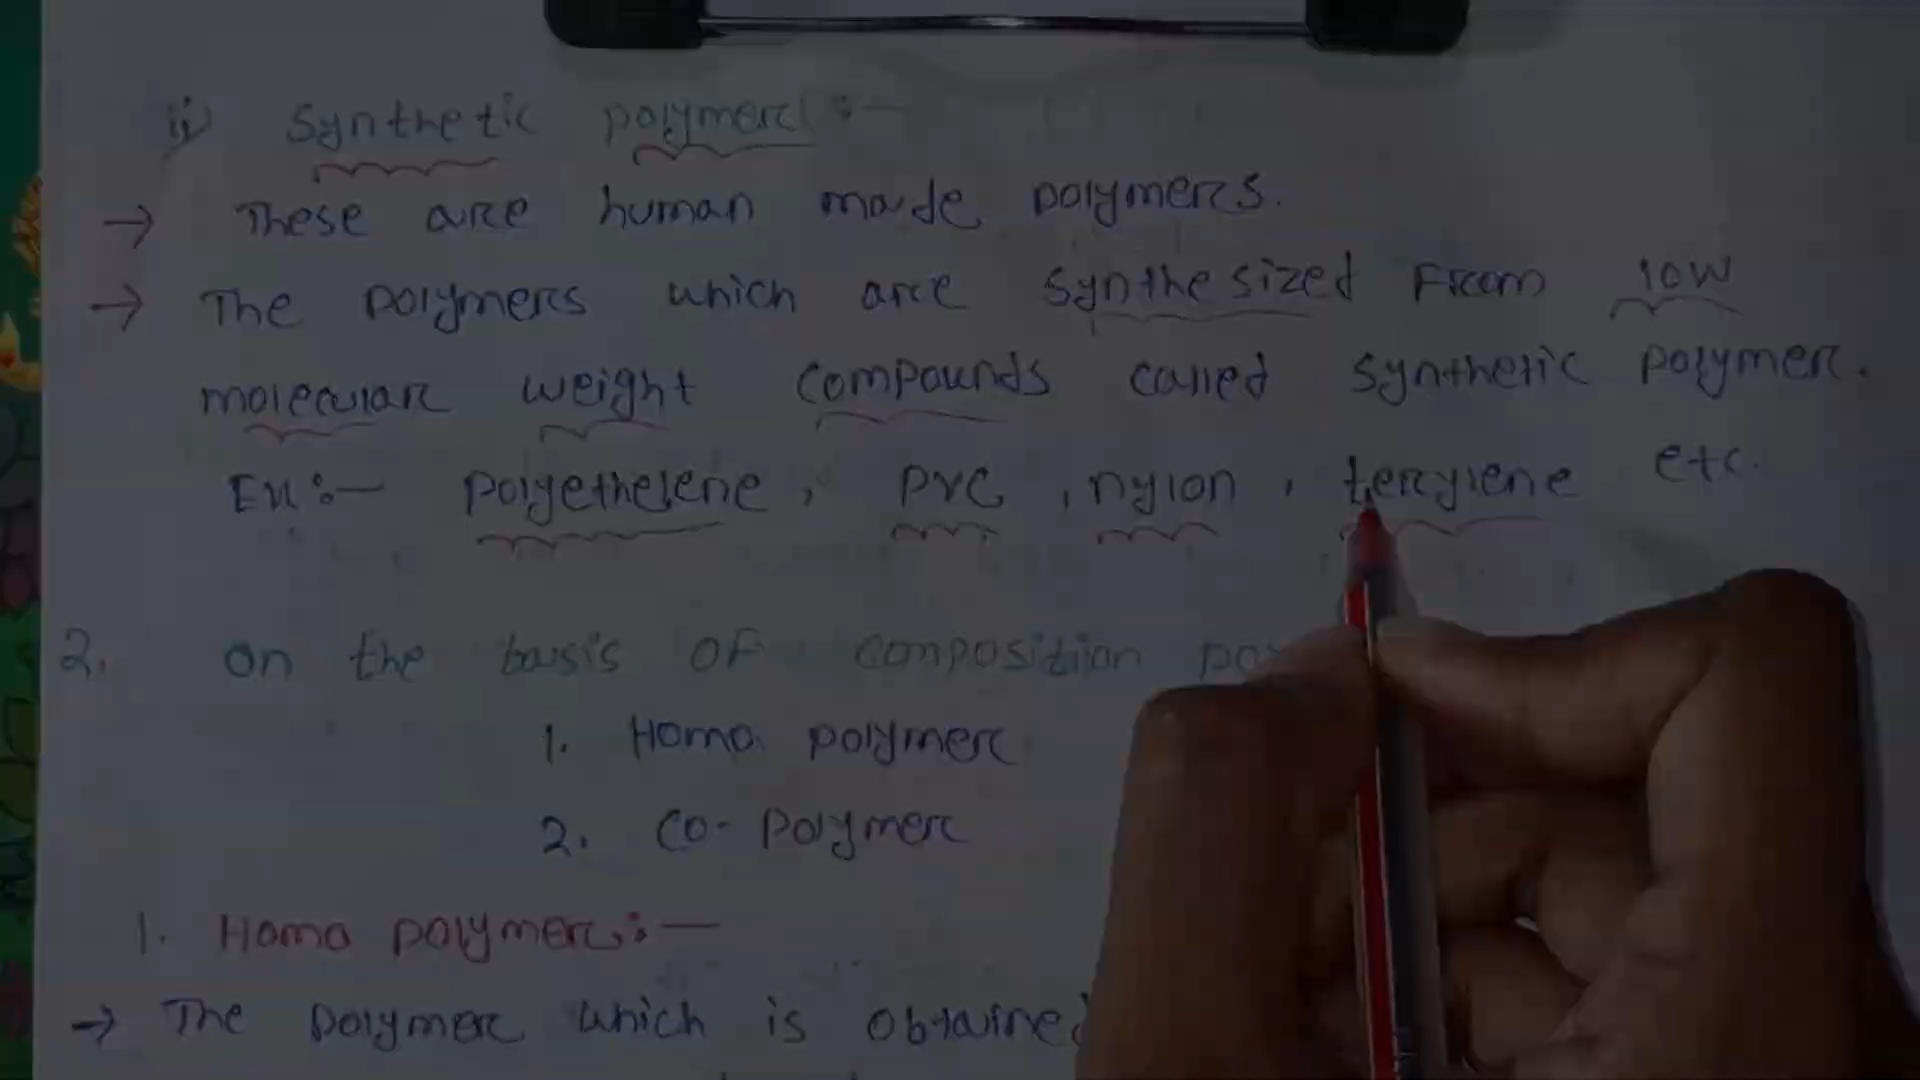 ii) Synthetic polymer :-
→ These are human made polymers.
→ The polymers which are synthesized From low
molecular weight compounds called synthetic polymer.
Ex :- Polyethelene, PVC, nylon, terylene etc.
2. on the basis of composition
1. Homo polymer
2. Co-polymer
1. Homo polymer :-
→ The polymer which is obtained